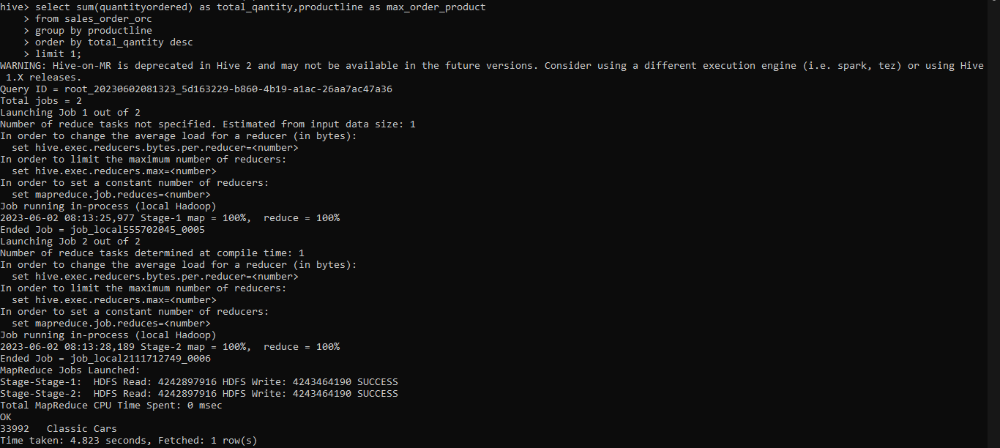 hive> select sum(quantityordered) as total_qantity,productline as max_order_product
    > from sales_order_orc
    > group by productline
    > order by total_qantity desc
    > limit 1;
WARNING: Hive-on-MR is deprecated in Hive 2 and may not be available in the future versions. Consider using a different execution engine (i.e. spark, tez) or using Hive
 1.X releases.
Query ID = root_20230602081323_5d163229-b860-4b19-a1ac-26aa7ac47a36
Total jobs = 2
Launching Job 1 out of 2
Number of reduce tasks not specified. Estimated from input data size: 1
In order to change the average load for a reducer (in bytes):
  set hive.exec.reducers.bytes.per.reducer=<number>
In order to limit the maximum number of reducers:
  set hive.exec.reducers.max=<number>
In order to set a constant number of reducers:
  set mapreduce.job.reduces=<number>
Job running in-process (local Hadoop)
2023-06-02 08:13:25,977 Stage-1 map = 100%,  reduce = 100%
Ended Job = job_local555702045_0005
Launching Job 2 out of 2
Number of reduce tasks determined at compile time: 1
In order to change the average load for a reducer (in bytes):
  set hive.exec.reducers.bytes.per.reducer=<number>
In order to limit the maximum number of reducers:
  set hive.exec.reducers.max=<number>
In order to set a constant number of reducers:
  set mapreduce.job.reduces=<number>
Job running in-process (local Hadoop)
2023-06-02 08:13:28,189 Stage-2 map = 100%,  reduce = 100%
Ended Job = job_local2111712749_0006
MapReduce Jobs Launched:
Stage-Stage-1:  HDFS Read: 4242897916 HDFS Write: 4243464190 SUCCESS
Stage-Stage-2:  HDFS Read: 4242897916 HDFS Write: 4243464190 SUCCESS
Total MapReduce CPU Time Spent: 0 msec
OK
33992   Classic Cars
Time taken: 4.823 seconds, Fetched: 1 row(s)